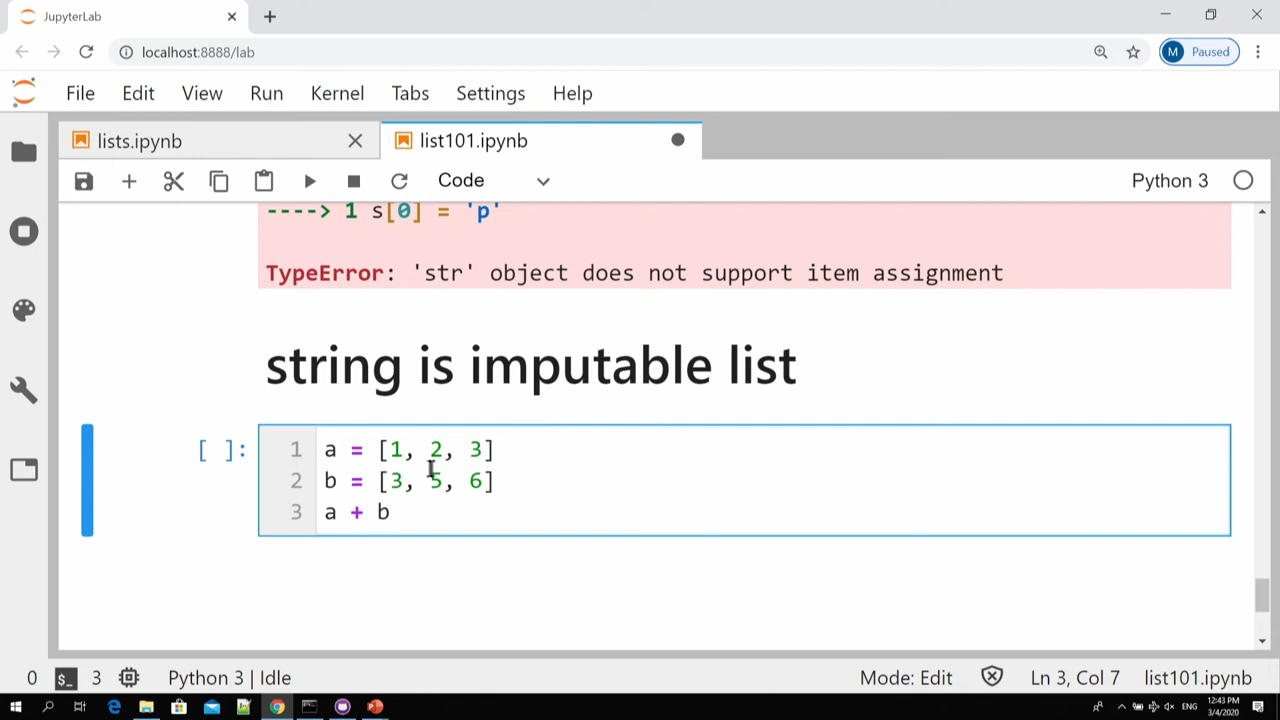 JupyterLab
localhost:8888/lab
M Paused
File Edit View Run Kernel Tabs Settings Help
lists.ipynb
list101.ipynb
Code
Python 3
----> 1 s[0] = 'p'
TypeError: 'str' object does not support item assignment
string is imputable list
[ ]:
1 a = [1, 2, 3]
2 b = [3, 5, 6]
3 a + b
0 $_ 3 Python 3 | Idle Mode: Edit Ln 3, Col 7 list101.ipynb
ENG
12:43 PM
3/4/2020